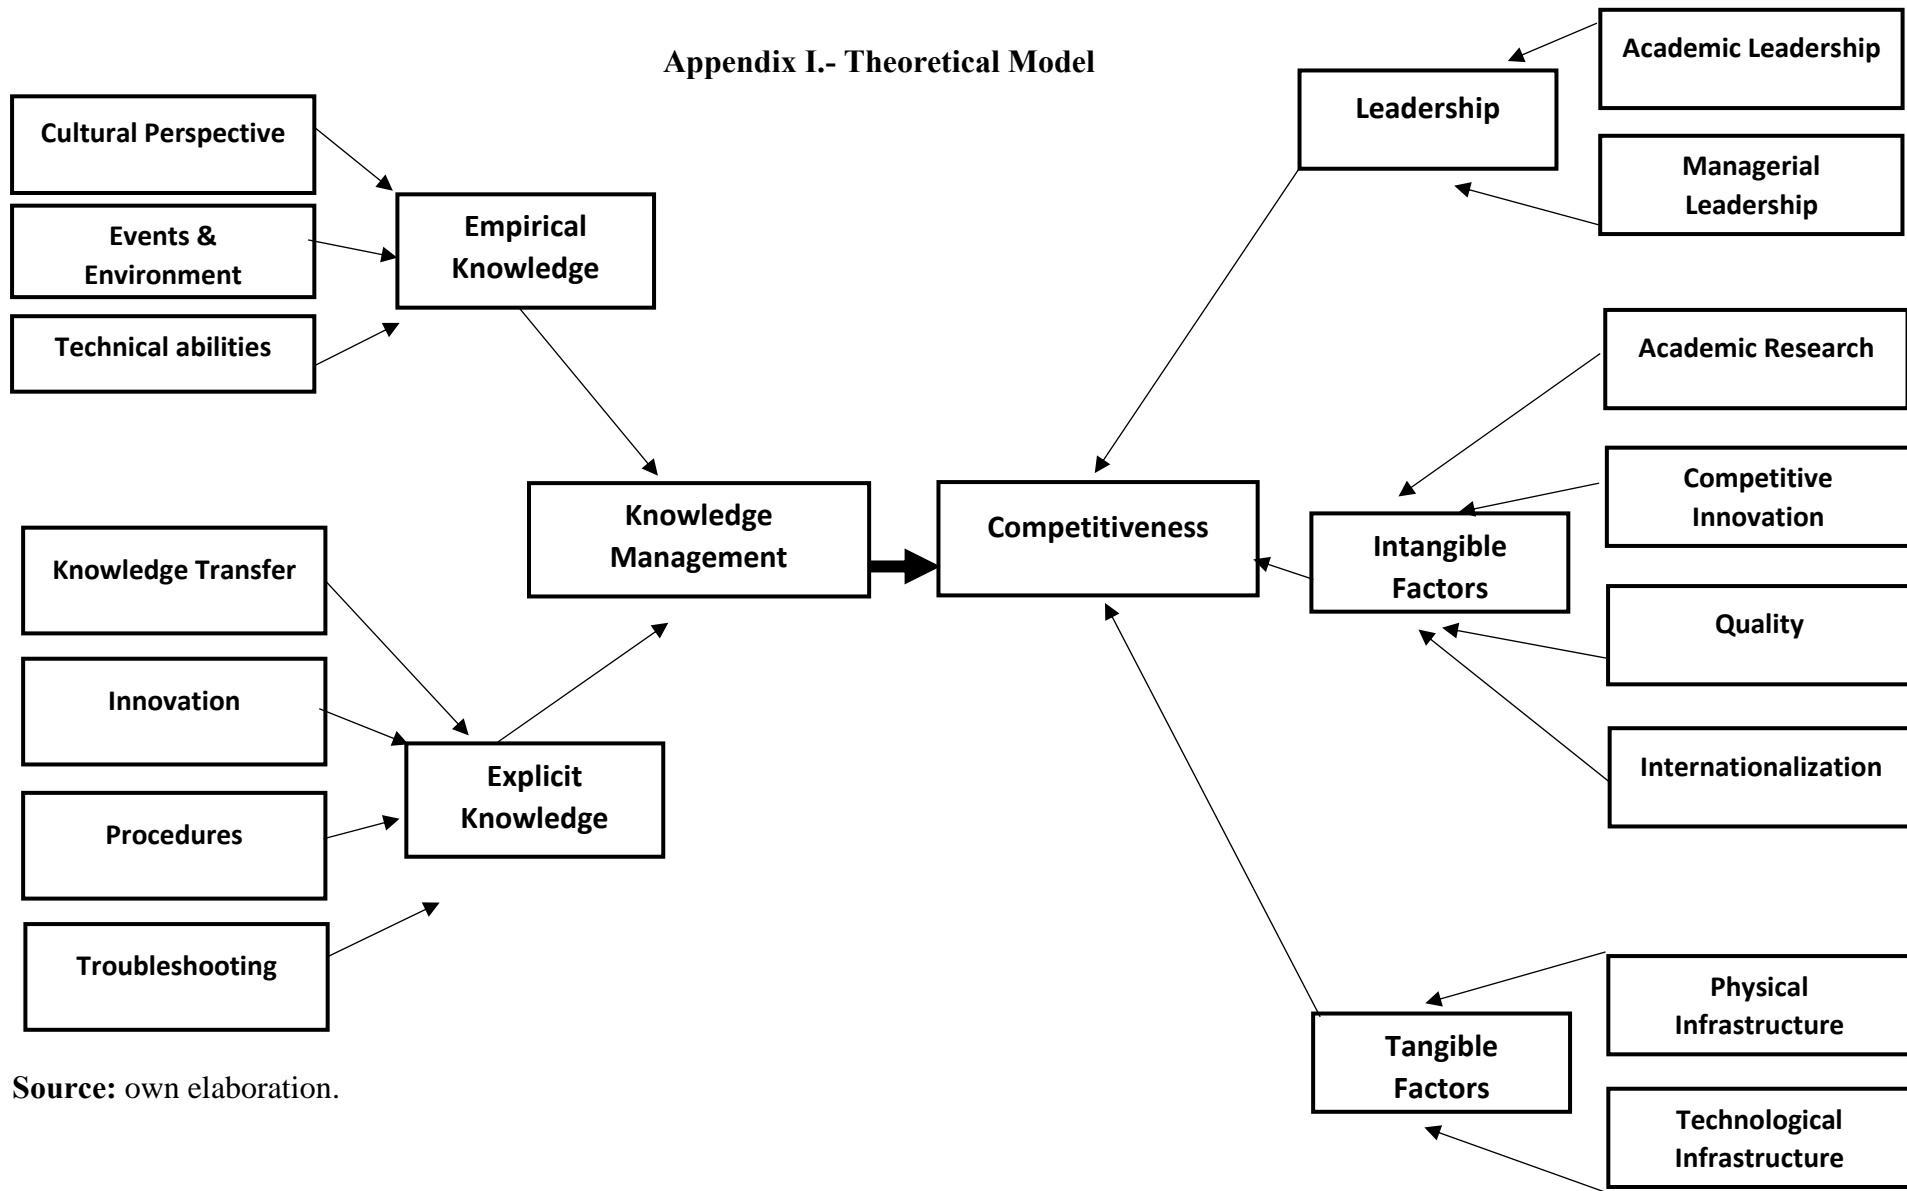 Appendix I.- Theoretical Model
Cultural Perspective
Events &
Environment
Technical abilities
Empirical
Knowledge
Knowledge Transfer
Innovation
Procedures
Troubleshooting
Explicit
Knowledge
Knowledge
Management
Competitiveness
Leadership
Academic Leadership
Managerial
Leadership
Academic Research
Competitive
Innovation
Intangible
Factors
Quality
Internationalization
Tangible
Factors
Physical
Infrastructure
Technological
Infrastructure
Source: own elaboration.